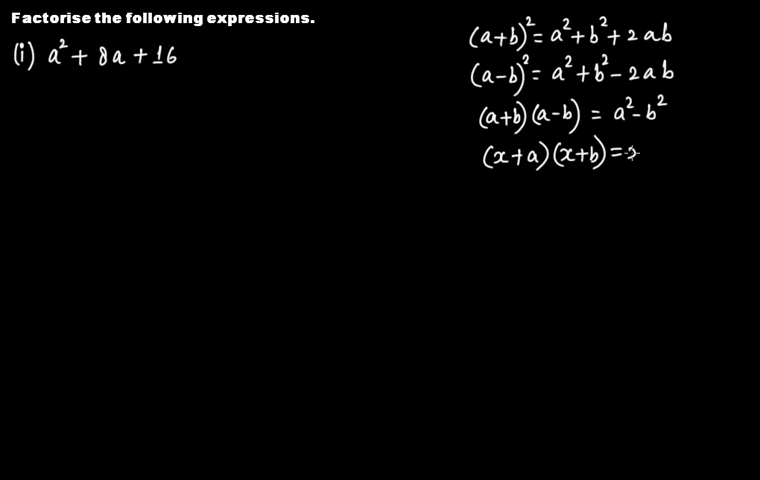 Factorise the following expressions.
(i) a² + 8a + 16
(a+b)² = a² + b² + 2ab
(a-b)² = a² + b² - 2ab
(a+b)(a-b) = a² - b²
(x+a)(x+b) =